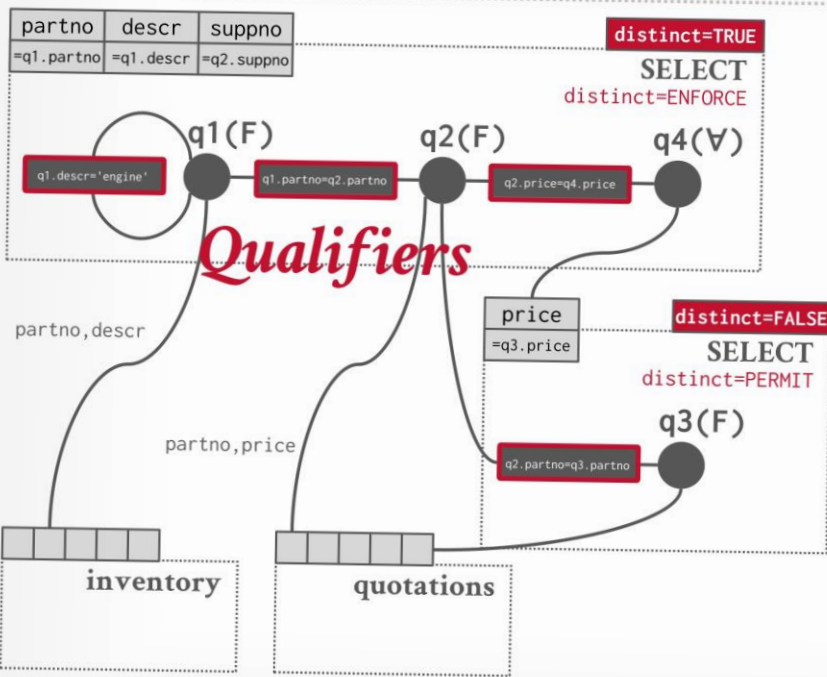 partno descr suppno
=q1.partno =q1.descr =q2.suppno
distinct=TRUE
SELECT
distinct=ENFORCE
q1(F)
q2(F)
q4(∀)
q1.descr='engine'
q1.partno=q2.partno
q2.price=q4.price
Qualifiers
partno,descr
price
=q3.price
distinct=FALSE
SELECT
distinct=PERMIT
q3(F)
partno,price
q2.partno=q3.partno
inventory
quotations